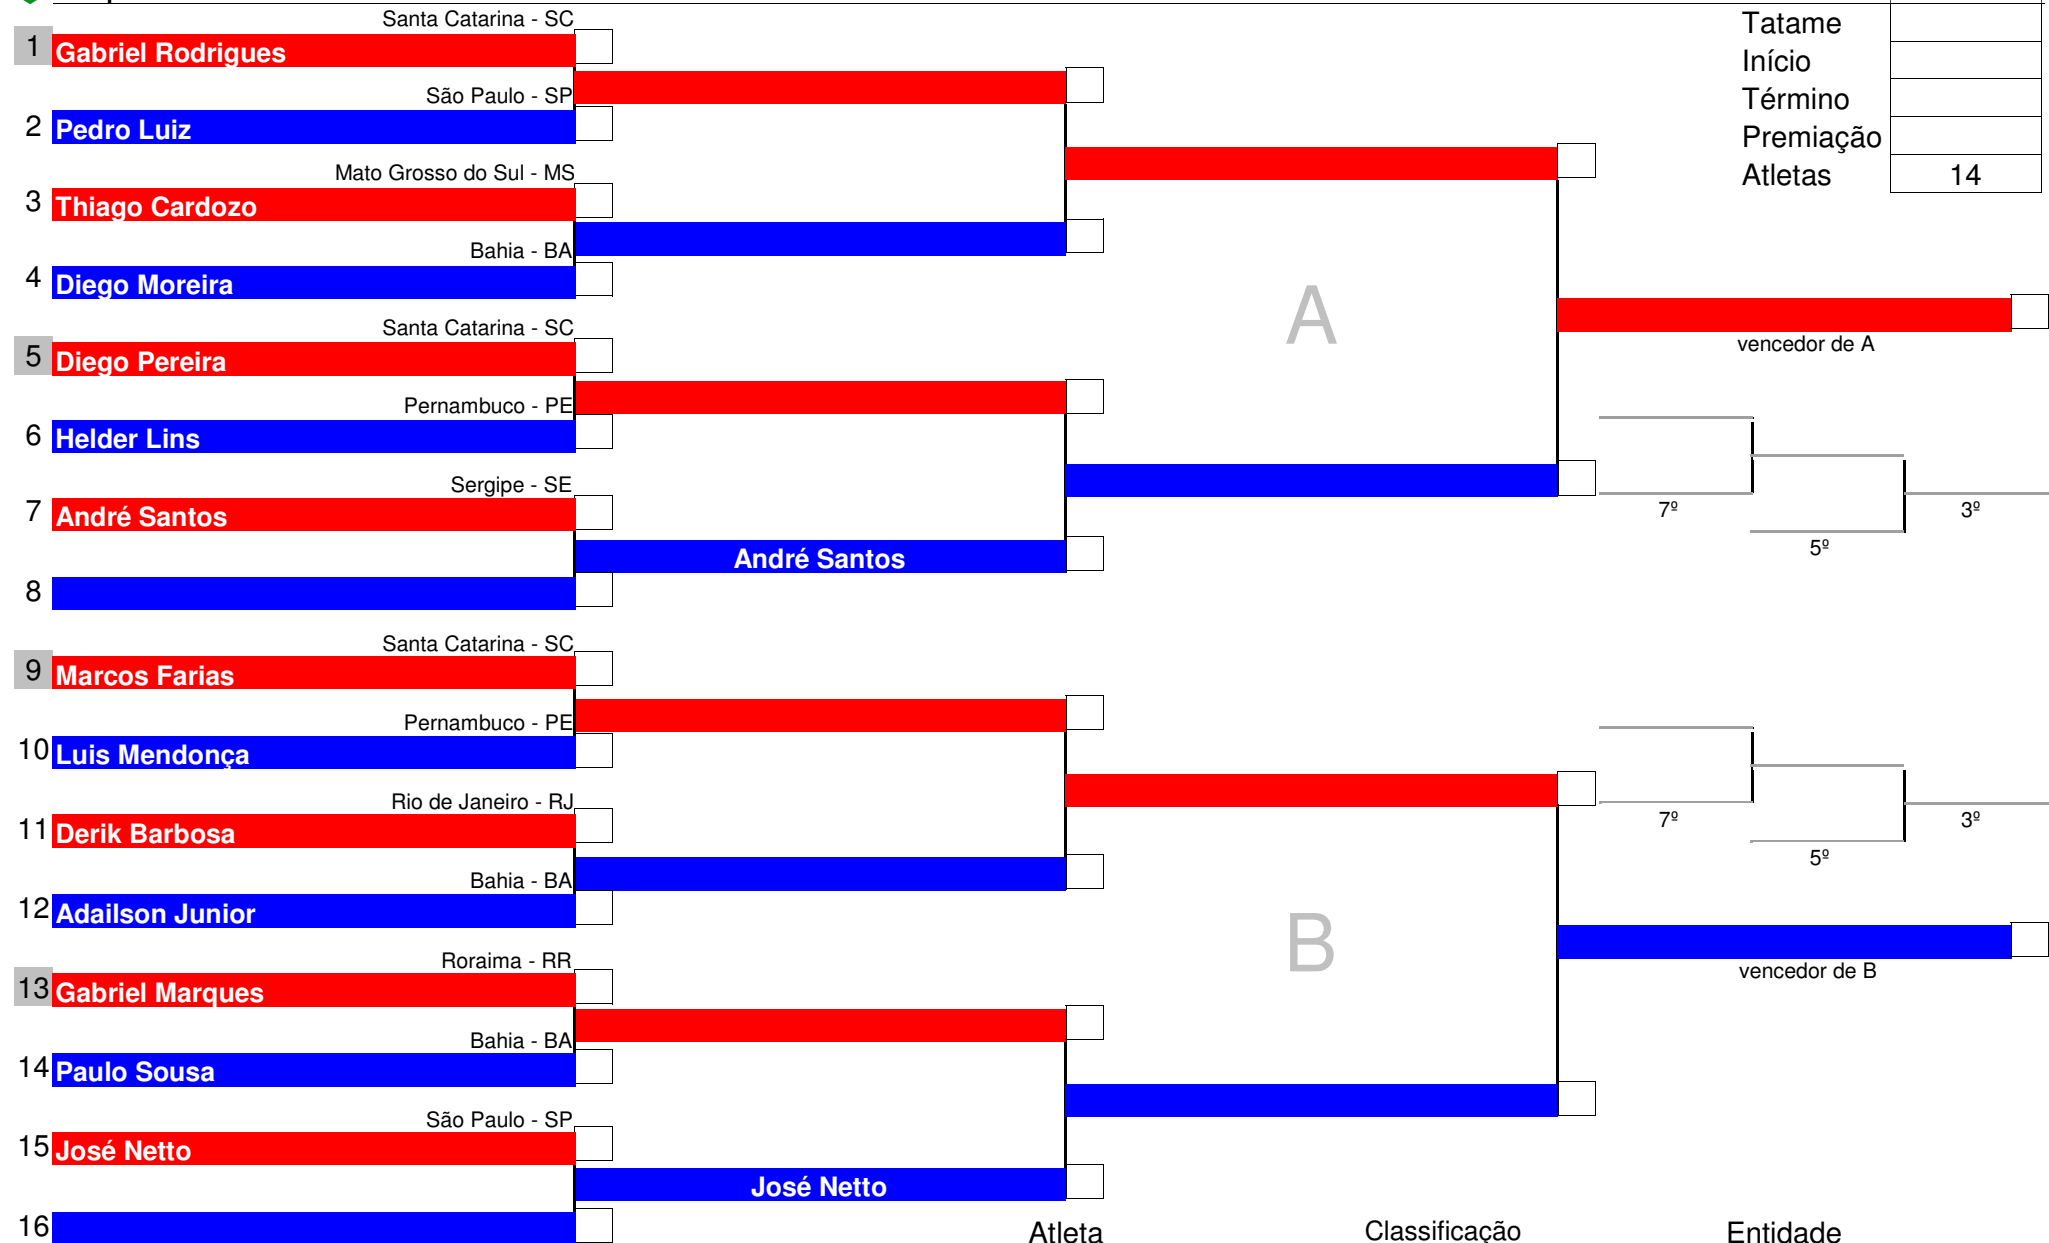 Santa Catarina - SC
1 Gabriel Rodrigues
São Paulo - SP
2 Pedro Luiz
Mato Grosso do Sul - MS
3 Thiago Cardozo
Bahia - BA
4 Diego Moreira
Santa Catarina - SC
5 Diego Pereira
Pernambuco - PE
6 Helder Lins
Sergipe - SE
7 André Santos
André Santos
8
Santa Catarina - SC
9 Marcos Farias
Pernambuco - PE
10 Luis Mendonça
Rio de Janeiro - RJ
11 Derik Barbosa
Bahia - BA
12 Adailson Junior
Roraima - RR
13 Gabriel Marques
Bahia - BA
14 Paulo Sousa
São Paulo - SP
15 José Netto
José Netto
16
A
B
Tatame
Início
Término
Premiação
Atletas 14
vencedor de A
7º
3º
5º
7º
3º
5º
vencedor de B
Atleta Classificação Entidade